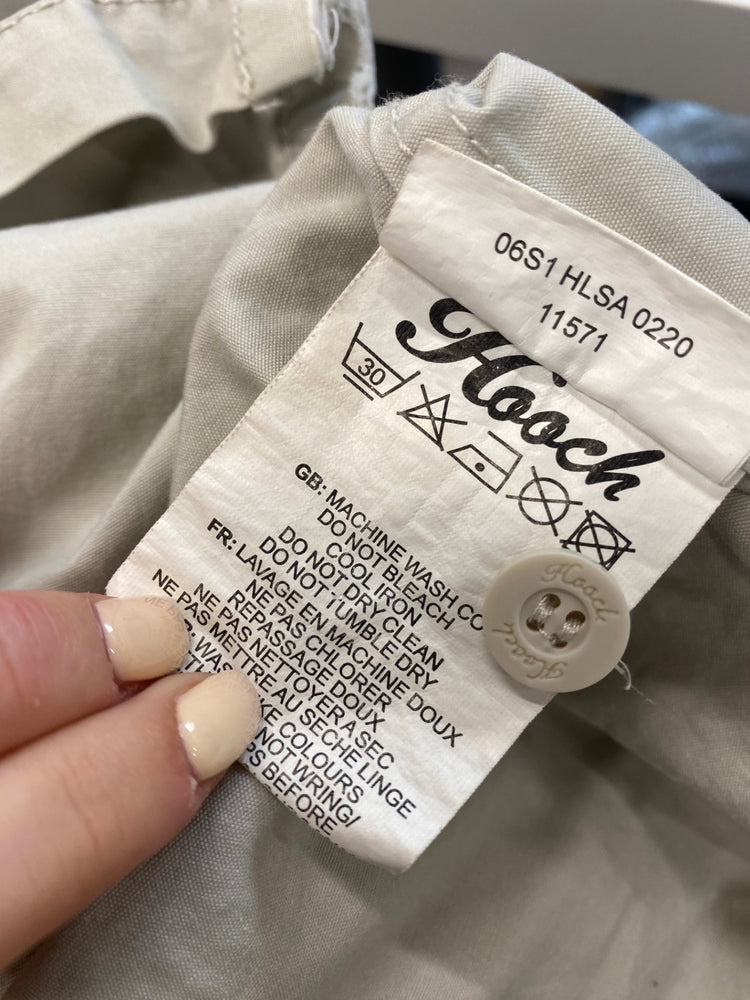 06S1 HLSA 0220
11571
Hooch
30
GB: MACHINE WASH CO
DO NOT BLEACH
COOL IRON
DO NOT DRY CLEAN
DO NOT TUMBLE DRY
FR: LAVAGE EN MACHINE DOUX
NE PAS CHLORER
REPASSAGE DOUX
NE PAS NETTOYER A SEC
NE PAS METTRE AU SECHE LINGE
WAS COLOURS
NOT WRING/
BEFORE
Hooch
Hooch